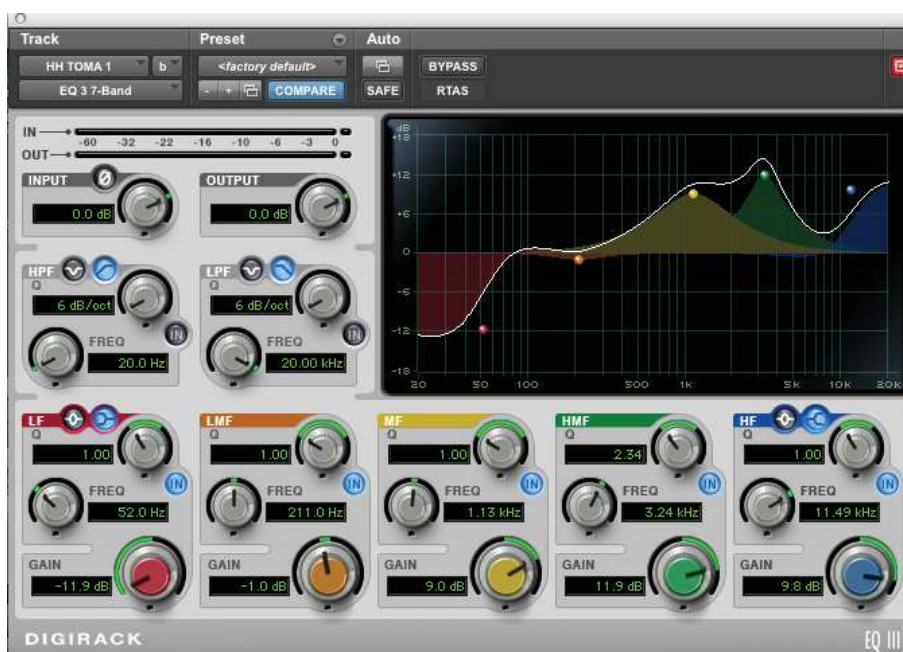 Track Preset Auto
HH TOMA 1 b <factory default> BYPASS
EQ 3 7-Band - + COMPARE SAFE RTAS
IN
-60 -32 -22 -16 -10 -6 -3 0
OUT
INPUT Ø OUTPUT
0.0 dB 0.0 dB
HPF LPF
Q Q
6 dB/oct 6 dB/oct
IN IN
FREQ FREQ
20.0 Hz 20.00 kHz
dB
+18
+12
+6
0
-6
-12
-18
20 50 100 500 1k 5k 10k 20k
LF LMF MF HMF HF
Q Q Q Q Q
1.00 1.00 1.00 2.34 1.00
IN IN IN IN IN
FREQ FREQ FREQ FREQ FREQ
52.0 Hz 211.0 Hz 1.13 kHz 3.24 kHz 11.49 kHz
GAIN GAIN GAIN GAIN GAIN
-11.9 dB -1.0 dB 9.0 dB 11.9 dB 9.8 dB
DIGIRACK EQ III